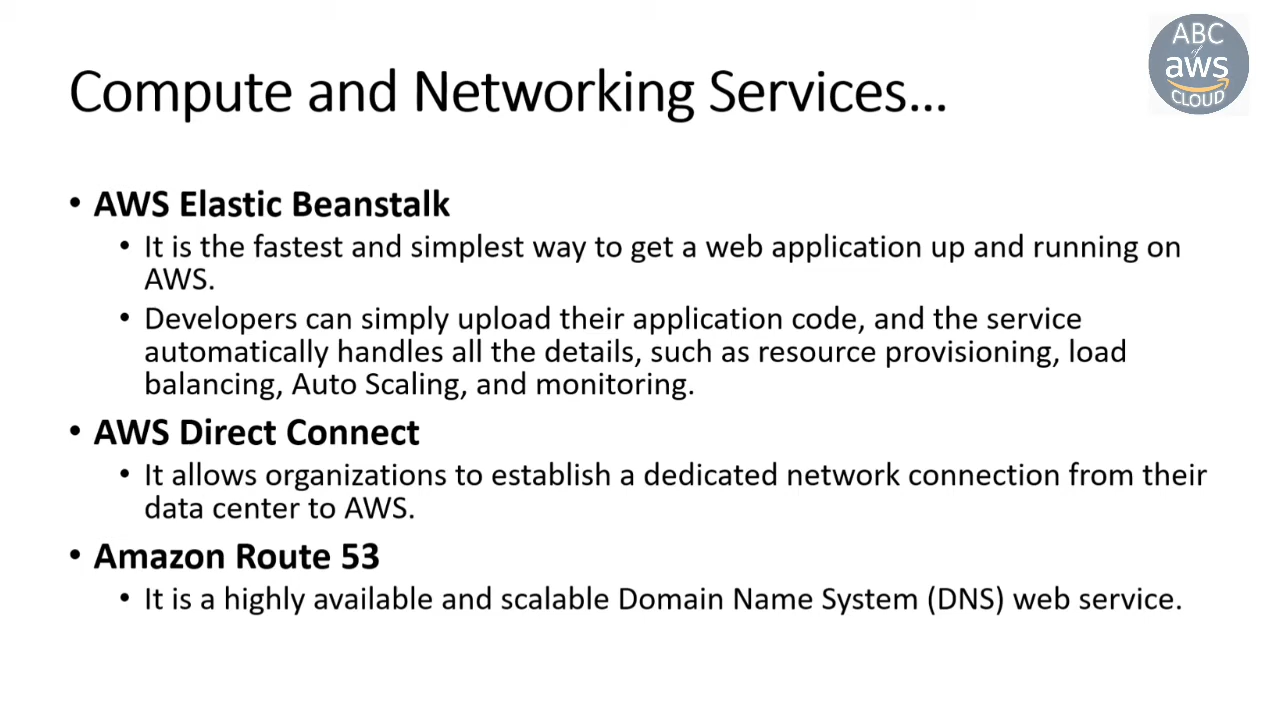 ABC
of
aws
CLOUD
Compute and Networking Services...
• AWS Elastic Beanstalk
• It is the fastest and simplest way to get a web application up and running on
AWS.
• Developers can simply upload their application code, and the service
automatically handles all the details, such as resource provisioning, load
balancing, Auto Scaling, and monitoring.
• AWS Direct Connect
• It allows organizations to establish a dedicated network connection from their
data center to AWS.
• Amazon Route 53
• It is a highly available and scalable Domain Name System (DNS) web service.